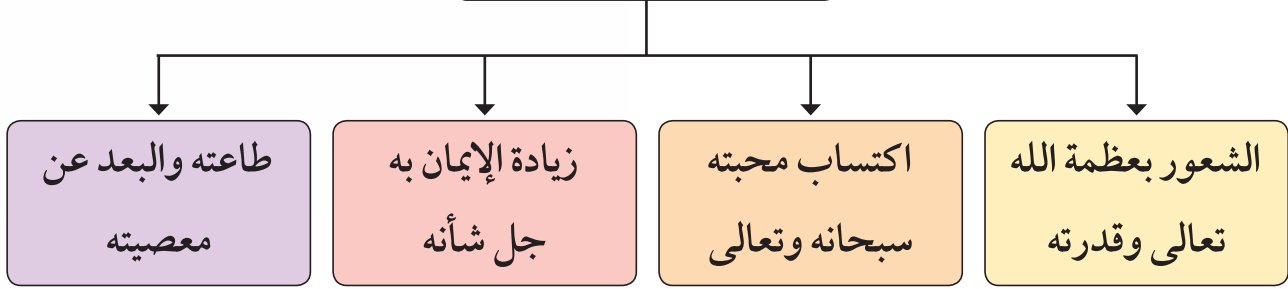 الشعور بعظمة الله
تعالى وقدرته
اكتساب محبته
سبحانه وتعالى
زيادة الإيمان به
جل شأنه
طاعته والبعد عن
معصيته